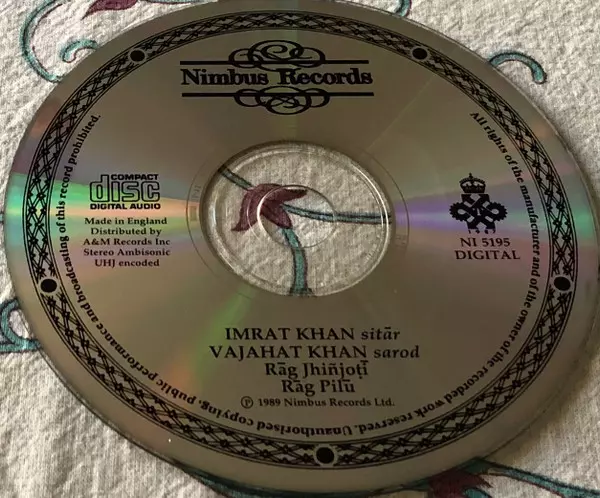 Nimbus Records
COMPACT
disc
DIGITAL AUDIO
Made in England
Distributed by
A&M Records Inc
Stereo Ambisonic
UHJ encoded
NI 5195
DIGITAL
IMRAT KHAN sitār
VAJAHAT KHAN sarod
Rāg Jhiñjoṭī
Rāg Pilū
℗ 1989 Nimbus Records Ltd.
All rights of the manufacturer and of the owner of the recorded work reserved. Unauthorised copying, public performance and broadcasting of this record prohibited.